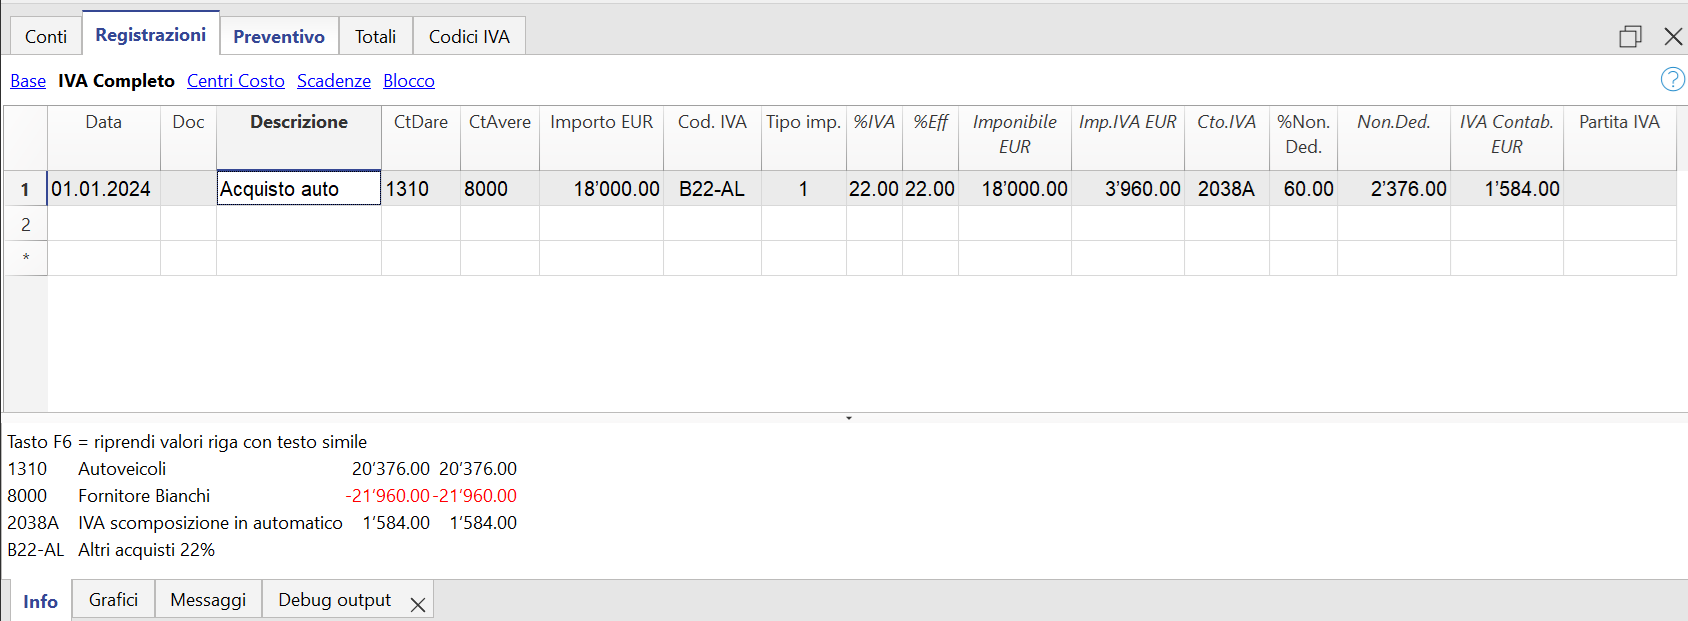 Conti Registrazioni Preventivo Totali Codici IVA
Base IVA Completo Centri Costo Scadenze Blocco
?
Data Doc Descrizione CtDare CtAvere Importo EUR Cod. IVA Tipo imp. %IVA %Eff Imponibile EUR Imp.IVA EUR Cto.IVA %Non. Ded. Non.Ded. IVA Contab. EUR Partita IVA
1 01.01.2024 Acquisto auto 1310 8000 18’000.00 B22-AL 1 22.00 22.00 18’000.00 3’960.00 2038A 60.00 2’376.00 1’584.00
2
*
Tasto F6 = riprendi valori riga con testo simile
1310 Autoveicoli 20’376.00 20’376.00
8000 Fornitore Bianchi -21’960.00 -21’960.00
2038A IVA scomposizione in automatico 1’584.00 1’584.00
B22-AL Altri acquisti 22%
Info Grafici Messaggi Debug output